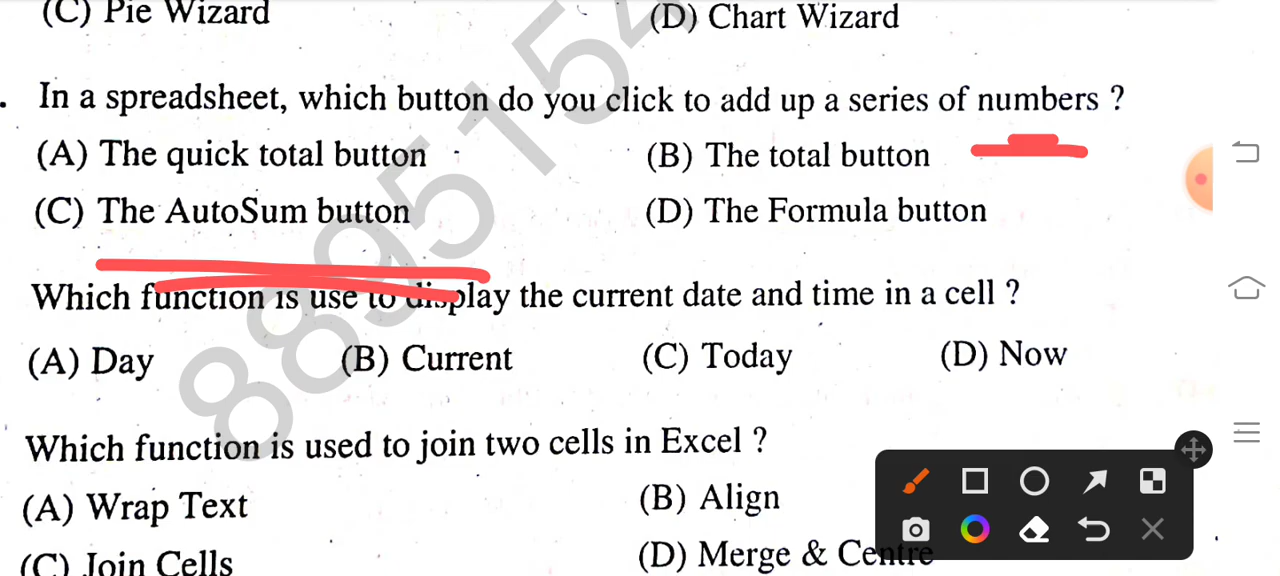 (C) Pie Wizard (D) Chart Wizard
. In a spreadsheet, which button do you click to add up a series of numbers ?
(A) The quick total button (B) The total button
(C) The AutoSum button (D) The Formula button
Which function is use to display the current date and time in a cell ?
(A) Day (B) Current (C) Today (D) Now
Which function is used to join two cells in Excel ?
(A) Wrap Text (B) Align
(C) Join Cells (D) Merge & Centre